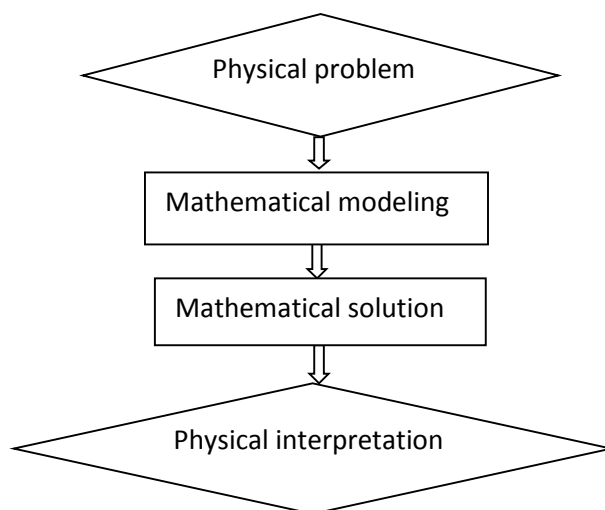 Physical problem
Mathematical modeling
Mathematical solution
Physical interpretation